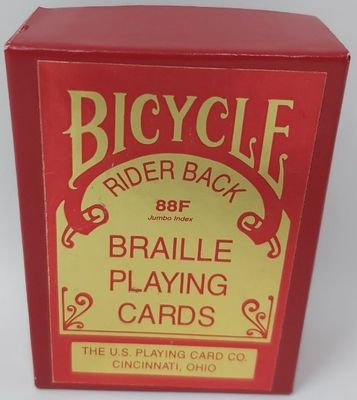 BICYCLE
RIDER BACK
88F
Jumbo Index
BRAILLE
PLAYING
CARDS
THE U.S. PLAYING CARD CO.
CINCINNATI, OHIO